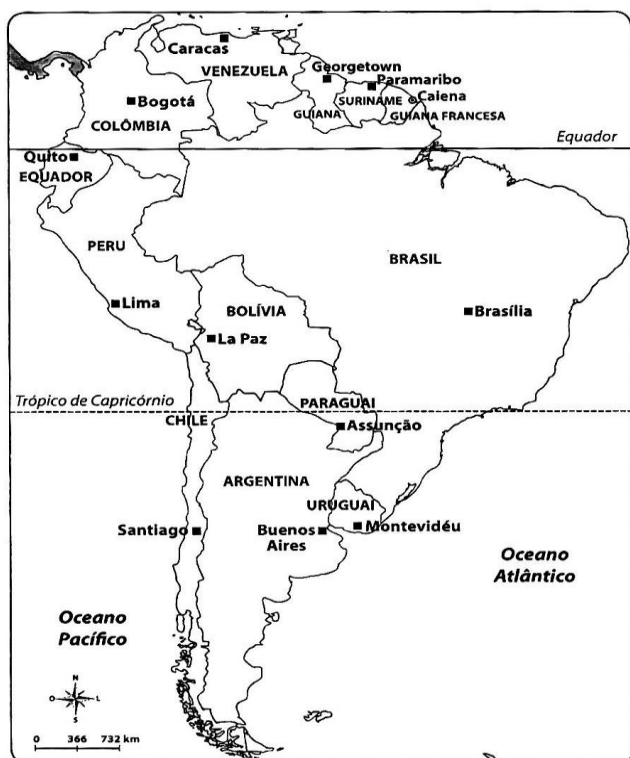 Caracas
VENEZUELA
Georgetown
Paramaribo
Bogotá
SURINAME
Caiena
GUIANA
GUIANA FRANCESA
COLÔMBIA
Equador
Quito
EQUADOR
PERU
BRASIL
Lima
BOLÍVIA
Brasília
La Paz
Trópico de Capricórnio
PARAGUAI
CHILE
Assunção
ARGENTINA
URUGUAI
Santiago
Buenos
Aires
Montevidéu
Oceano
Atlântico
Oceano
Pacífico
N
O L
S
0 366 732 km